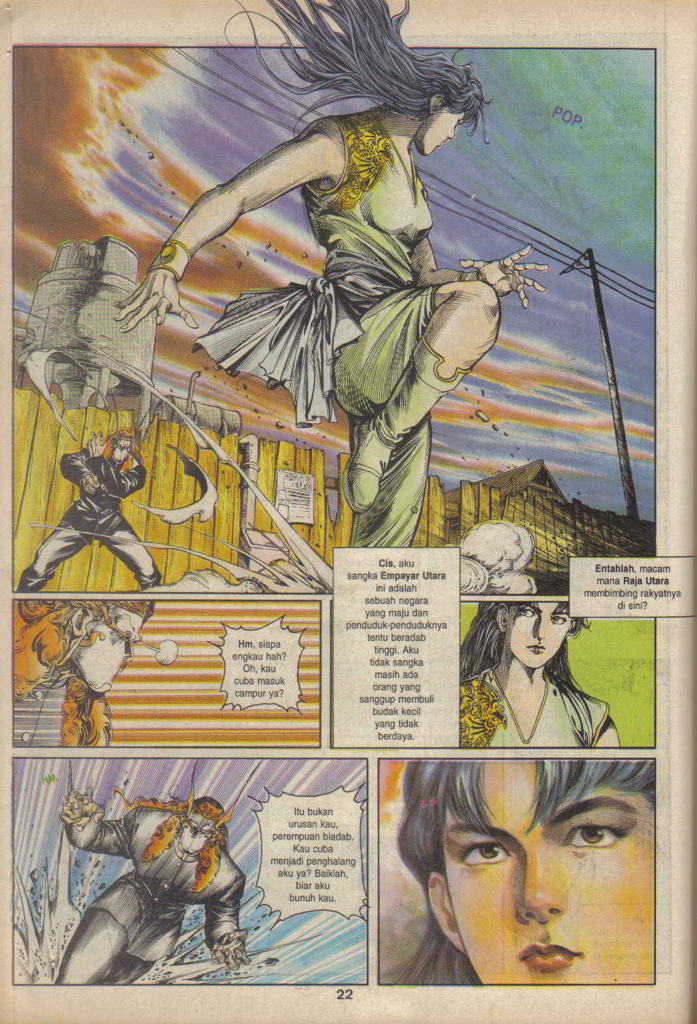 POP.
Cis, aku
sangka Empayar Utara
ini adalah
sebuah negara
yang maju dan
penduduk-penduduknya
tentu beradab
tinggi. Aku
tidak sangka
masih ada
orang yang
sanggup membuli
budak kecil
yang tidak
berdaya.
Entahlah, macam
mana Raja Utara
membimbing rakyatnya
di sini?
Hm, siapa
engkau hah?
Oh, kau
cuba masuk
campur ya?
Itu bukan
urusan kau,
perempuan biadab.
Kau cuba
menjadi penghalang
aku ya? Baiklah,
biar aku
bunuh kau.
22